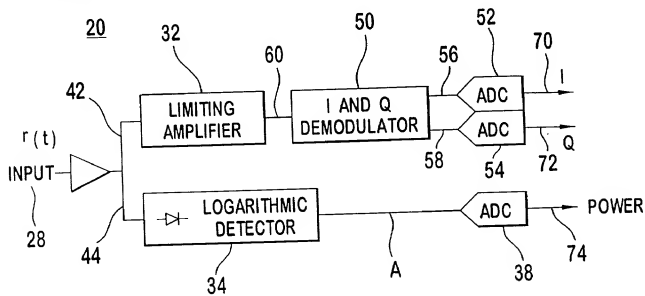 20
32
60
50
56
52
70
I
42
LIMITING
AMPLIFIER
I AND Q
DEMODULATOR
ADC
ADC
r(t)
58
54
72
Q
INPUT
28
44
LOGARITHMIC
DETECTOR
ADC
POWER
34
A
38
74